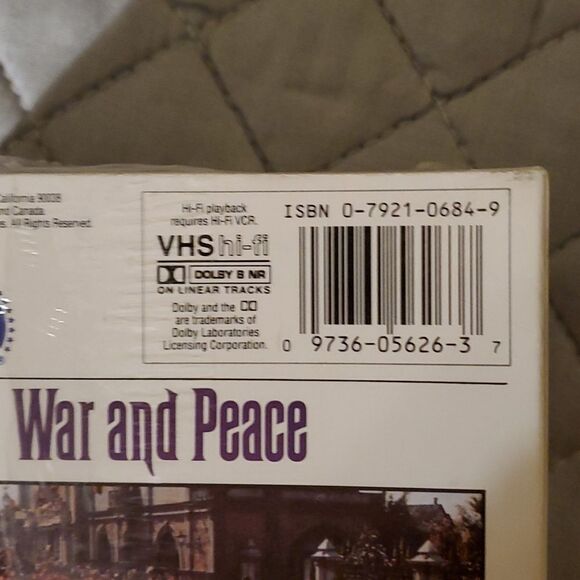 California 90038
and Canada.
All Rights Reserved.
Hi-Fi playback
requires Hi-Fi VCR.
VHS hi-fi
DOLBY B NR
ON LINEAR TRACKS
Dolby and the
are trademarks of
Dolby Laboratories
Licensing Corporation.
ISBN 0-7921-0684-9
0 9736-05626-3 7
War and Peace